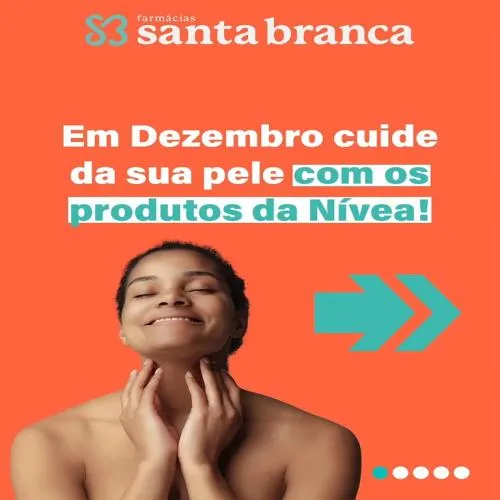 farmácias
santa branca
Em Dezembro cuide
da sua pele com os
produtos da Nívea!